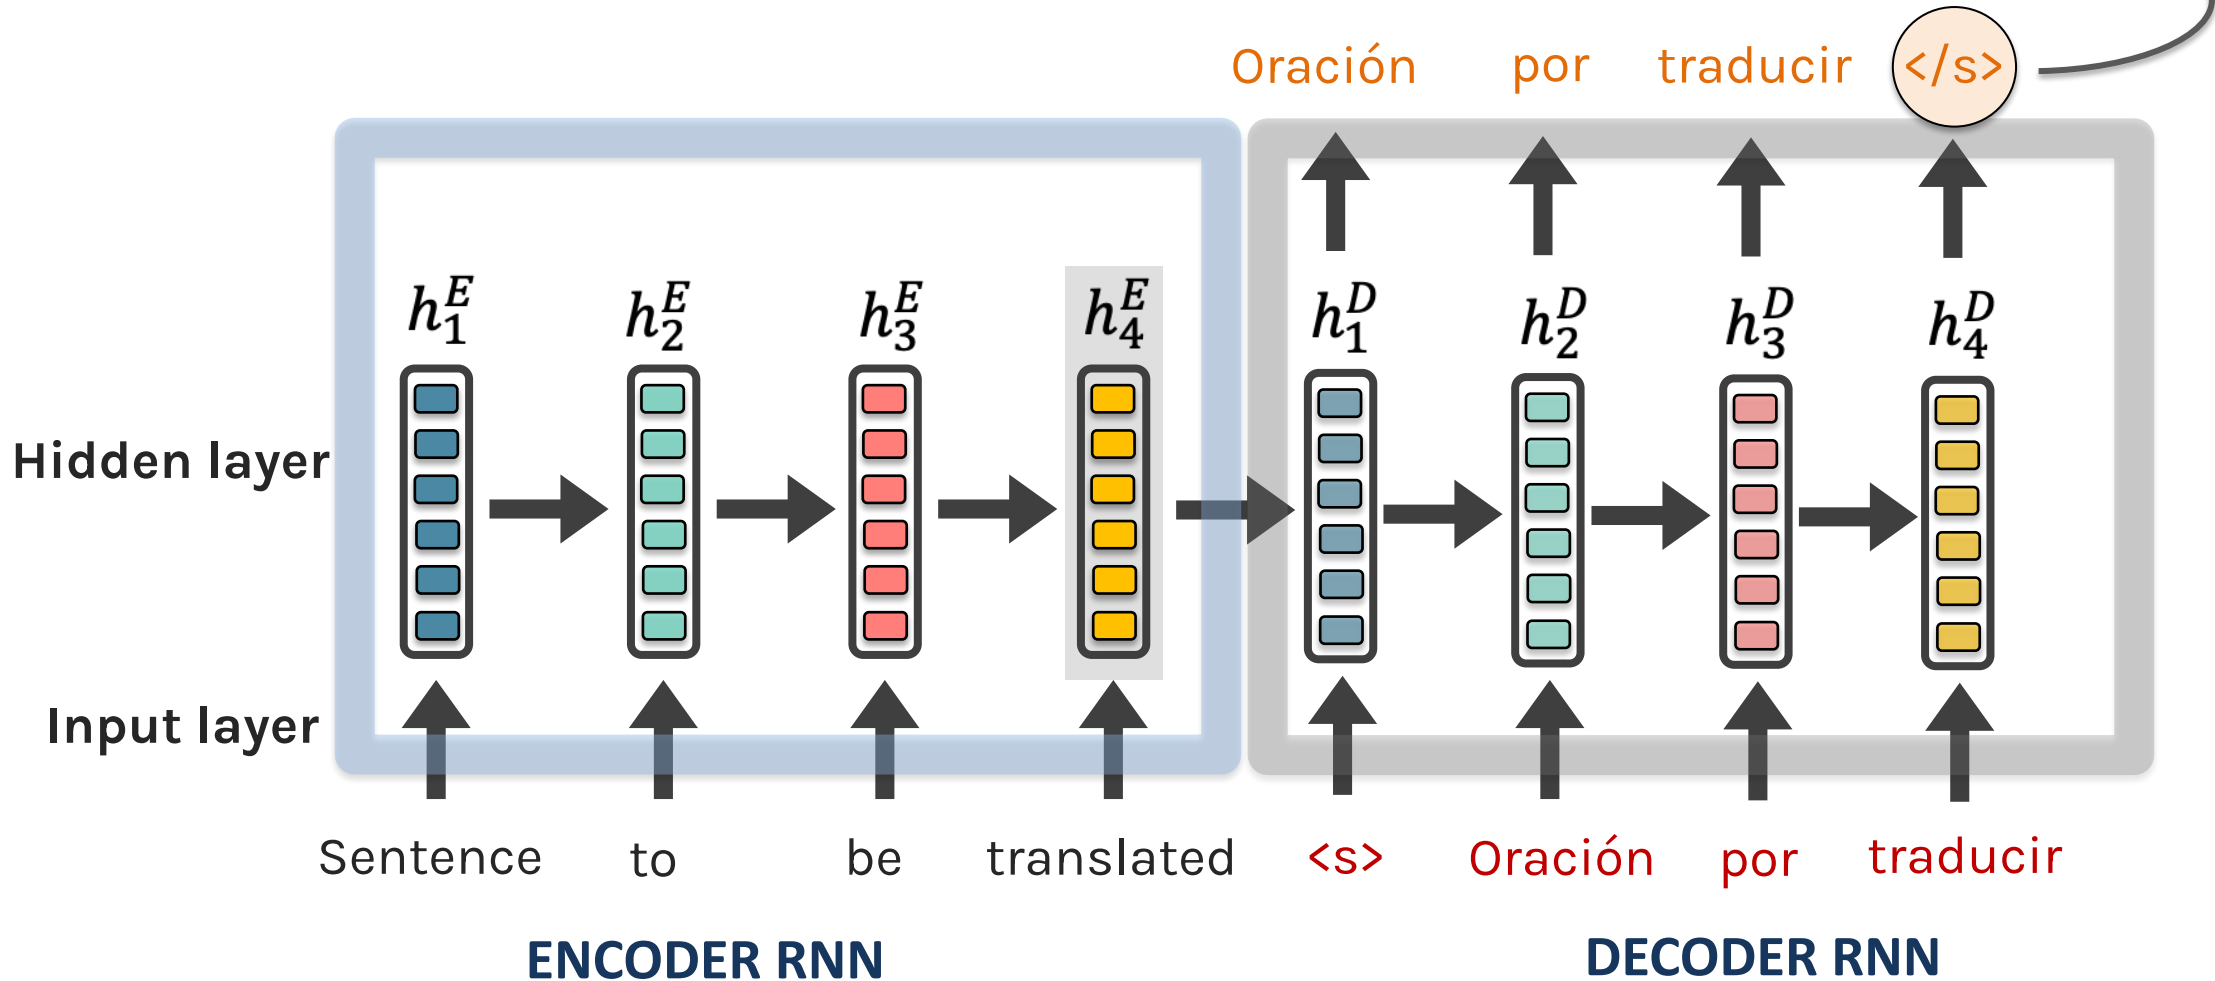 Oración por traducir </s>
h₁ᴱ h₂ᴱ h₃ᴱ h₄ᴱ h₁ᴰ h₂ᴰ h₃ᴰ h₄ᴰ
Hidden layer
Input layer
Sentence to be translated <s> Oración por traducir
ENCODER RNN DECODER RNN